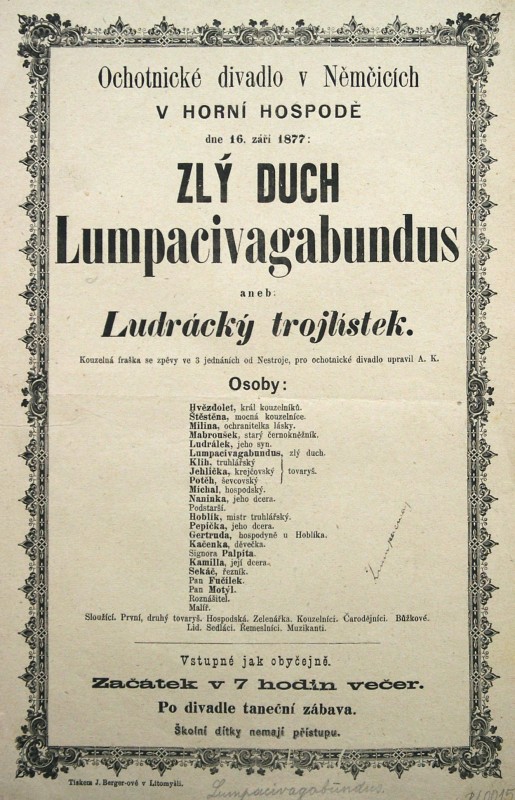 Ochotnické divadlo v Němčicích
V HORNÍ HOSPODĚ
dne 16. září 1877:
ZLÝ DUCH
Lumpacivagabundus
aneb:
Ludrácký trojlístek.
Kouzelná fraška se zpěvy ve 3 jednáních od Nestroje, pro ochotnické divadlo upravil A. K.
Osoby:
Hvězdolet, král kouzelníků.
Štěstěna, mocná kouzelnice.
Milina, ochranitelka lásky.
Mabroušek, starý černokněžník.
Ludrálek, jeho syn.
Lumpacivagabundus, zlý duch.
Klih, truhlářský
Jehlička, krejčovský } tovaryš.
Potěh, ševcovský
Michal, hospodský.
Naninka, jeho dcera.
Podstarší.
Hoblík, mistr truhlářský.
Pepička, jeho dcera.
Gertruda, hospodyně u Hoblíka.
Kačenka, děvečka.
Signora Palpita.
Kamilla, její dcera.
Sekáč, řezník.
Pan Fučílek.
Pan Motýl.
Roznášitel.
Malíř.
Sloužící. První, druhý tovaryš. Hospodská. Zelenářka. Kouzelníci. Čarodějníci. Bůžkové.
Lid. Sedláci. Řemeslníci. Muzikanti.
Vstupné jak obyčejně.
Začátek v 7 hodin večer.
Po divadle taneční zábava.
Školní dítky nemají přístupu.
Tiskem J. Berger-ové v Litomyšli.
Lumpacivagabundus.